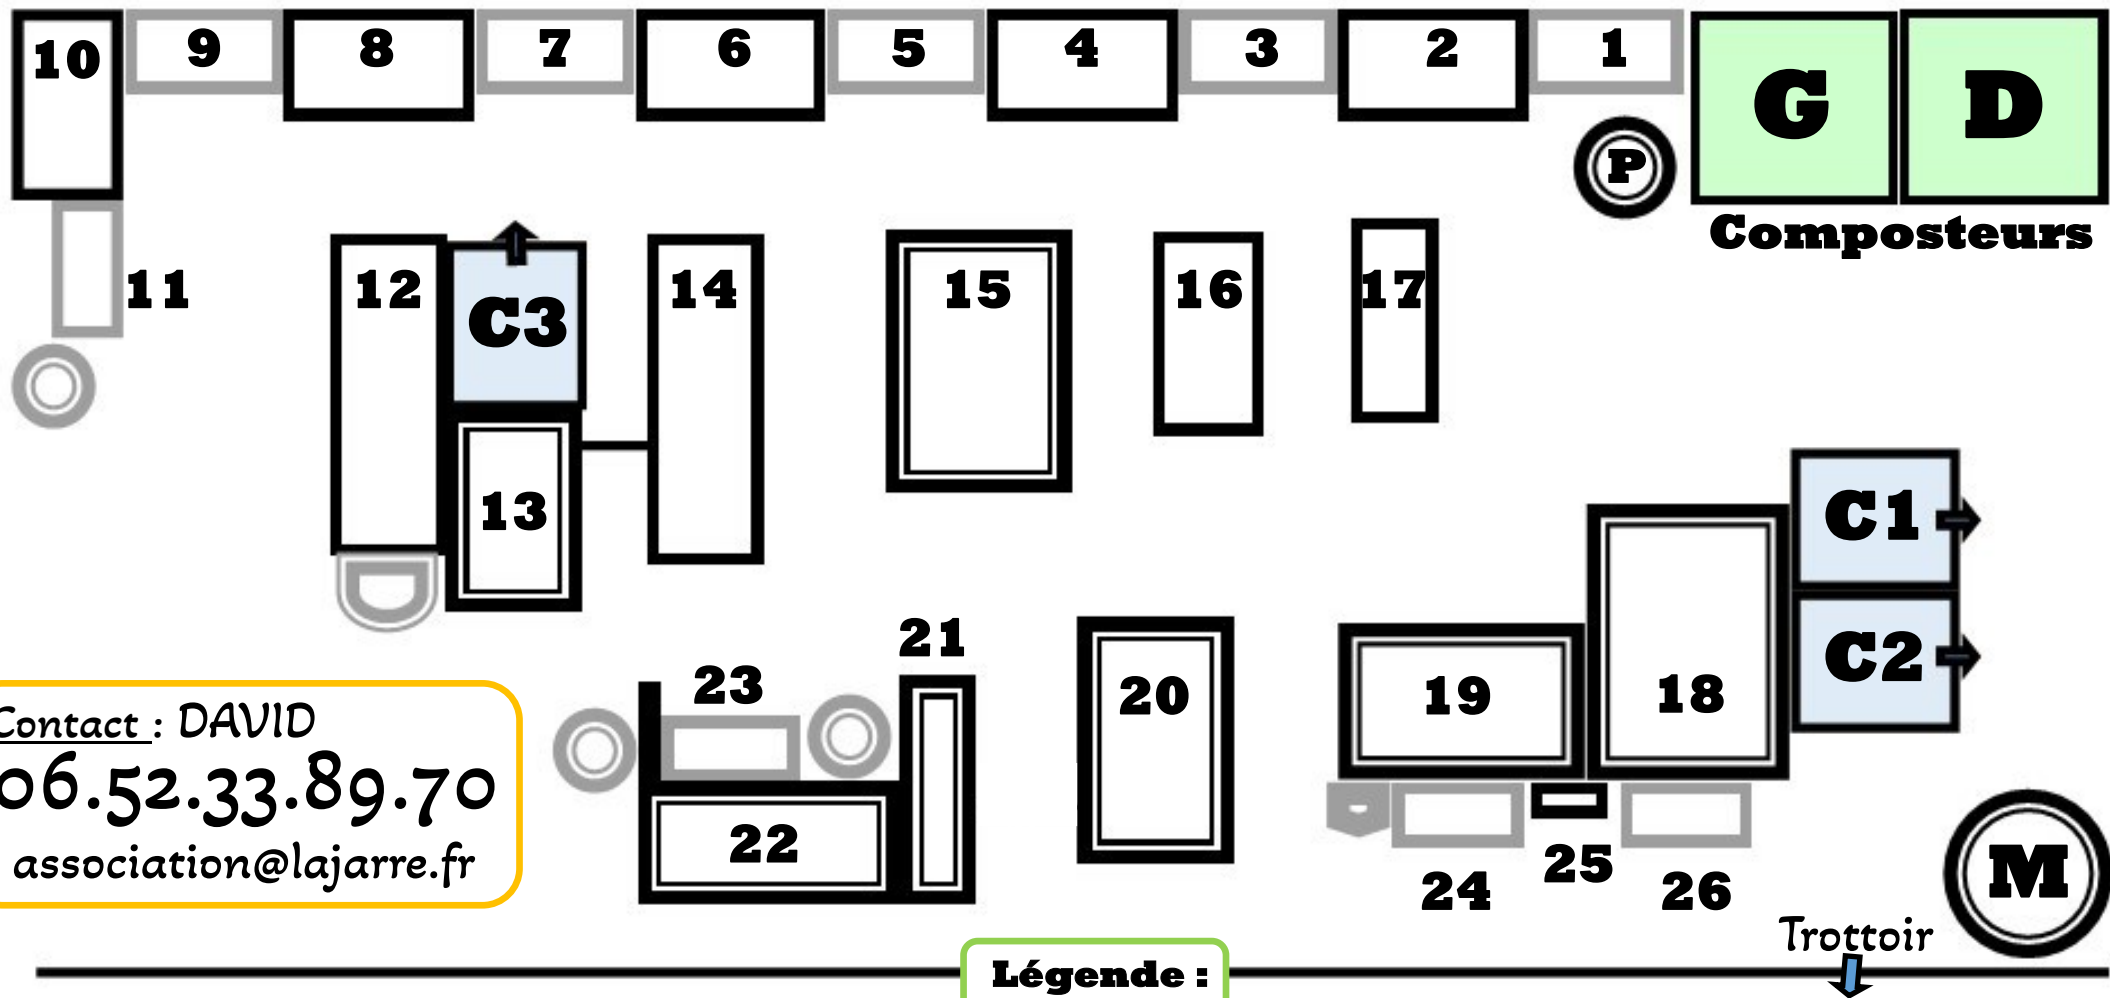 10 9 8 7 6 5 4 3 2 1 G D
P
Composteurs
11 12 C3 14 15 16 17
13
C1
C2
21
23 20 19 18
Contact : DAVID
06.52.33.89.70
association@lajarre.fr
22
25
24 26
M
Trottoir
Légende :